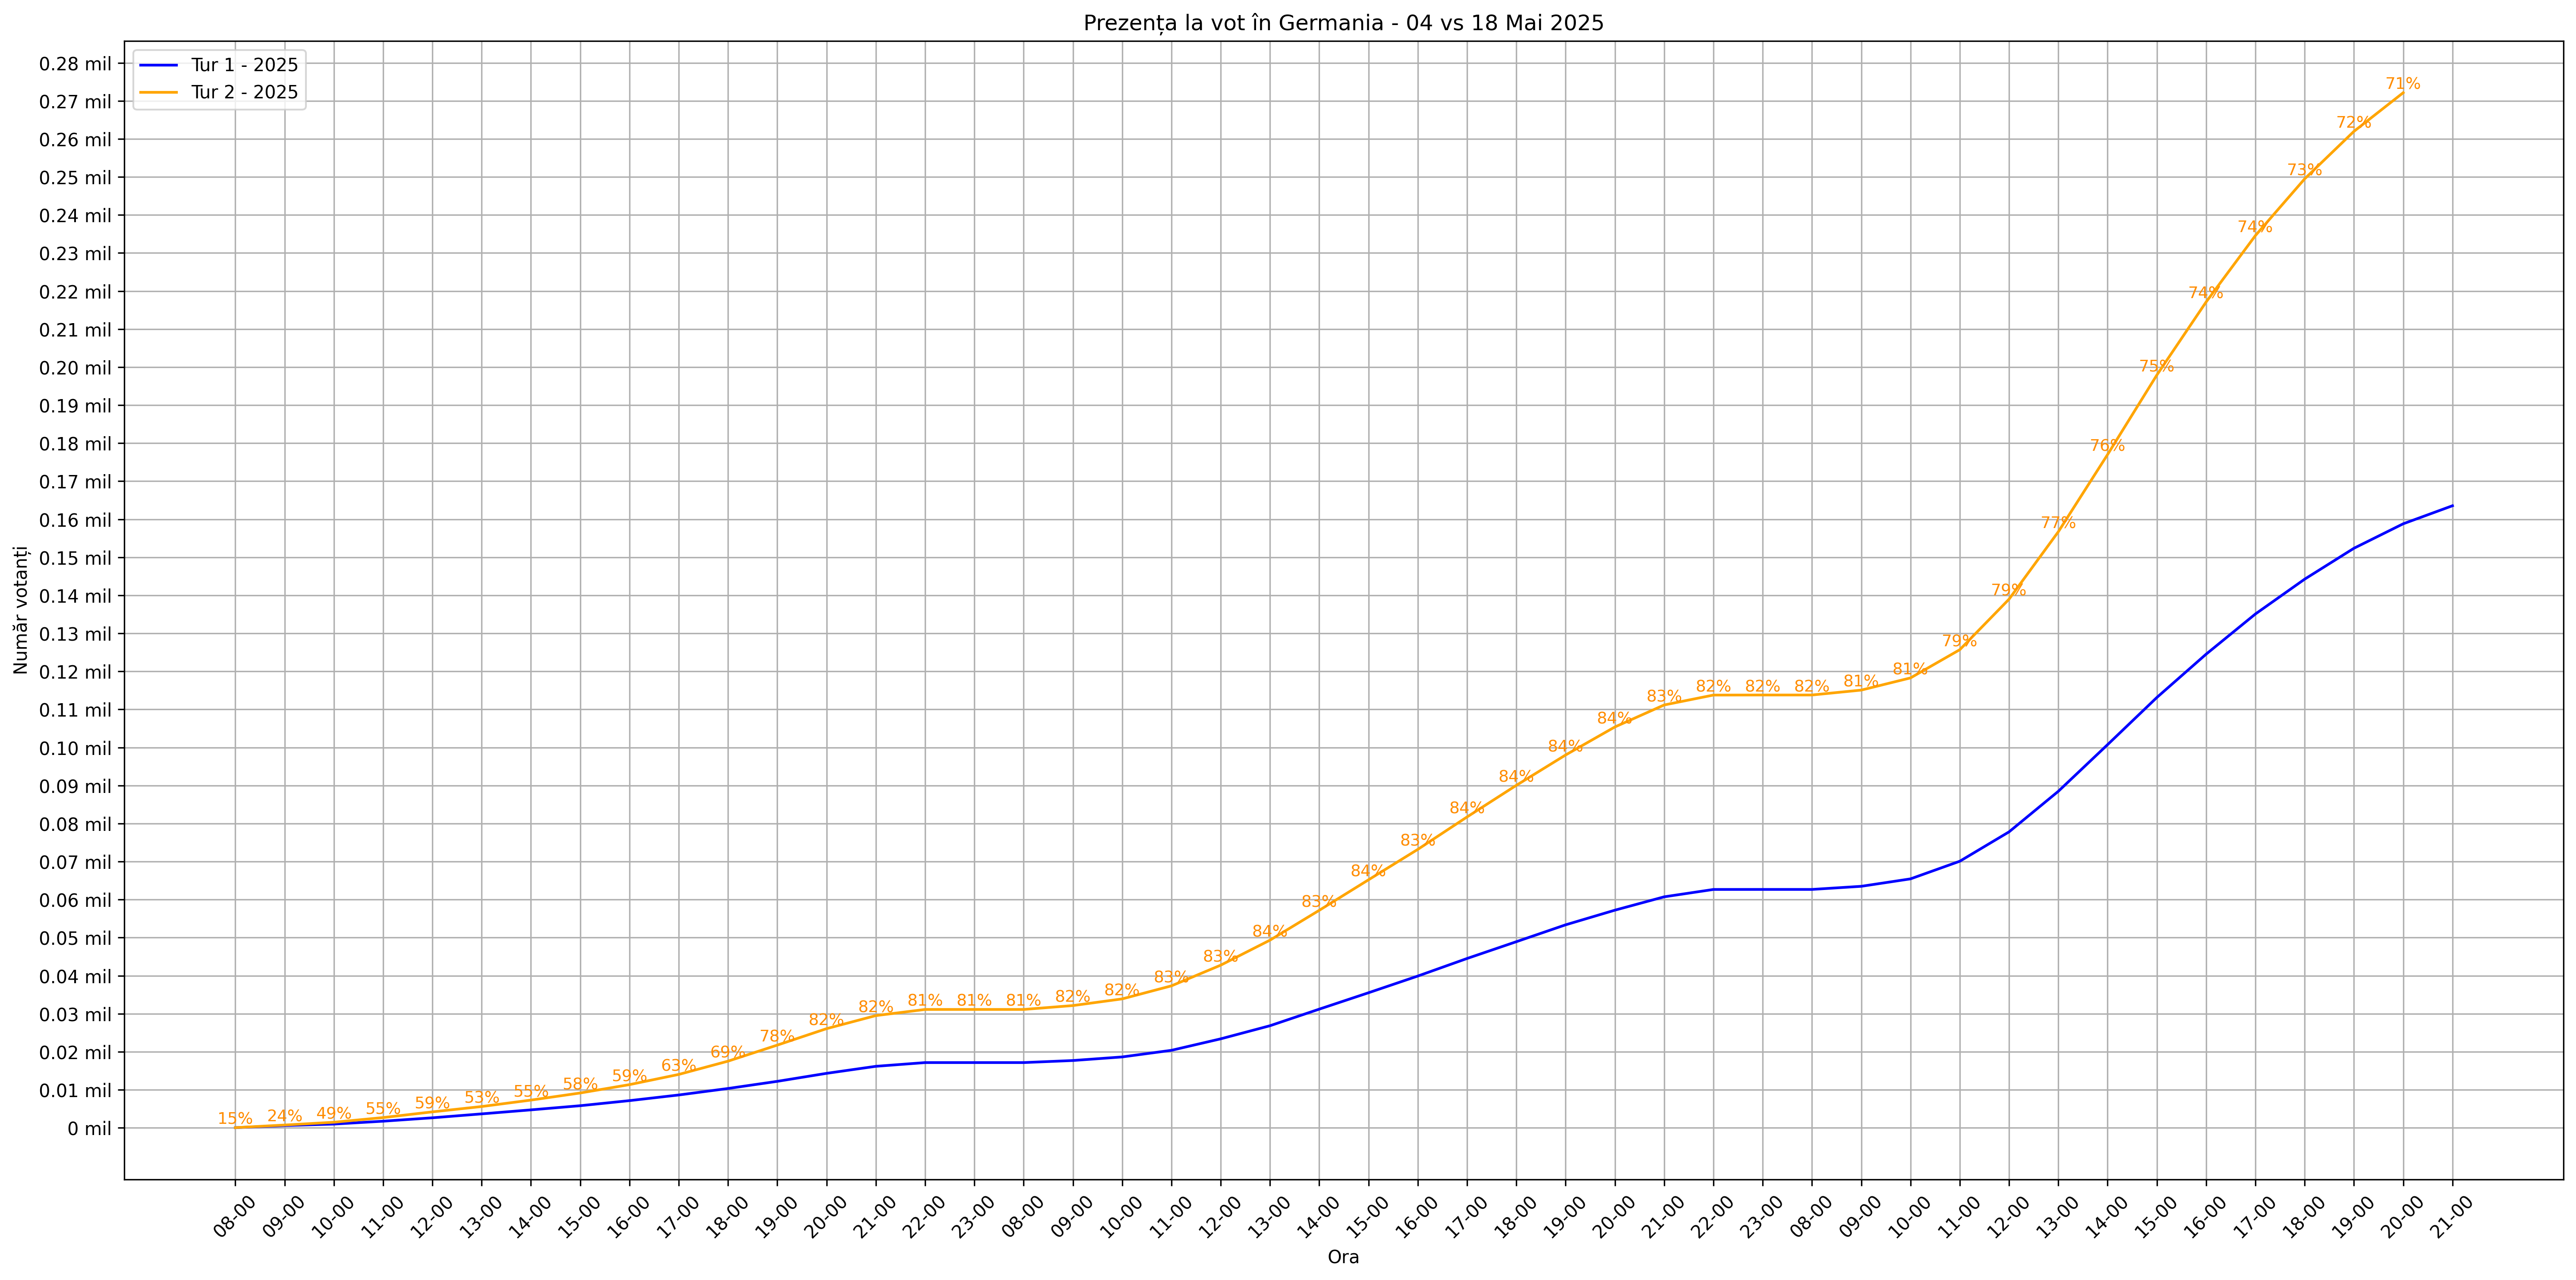 Prezența la vot în Germania - 04 vs 18 Mai 2025
Tur 1 - 2025
Tur 2 - 2025
Număr votanți
0.28 mil
0.27 mil
0.26 mil
0.25 mil
0.24 mil
0.23 mil
0.22 mil
0.21 mil
0.20 mil
0.19 mil
0.18 mil
0.17 mil
0.16 mil
0.15 mil
0.14 mil
0.13 mil
0.12 mil
0.11 mil
0.10 mil
0.09 mil
0.08 mil
0.07 mil
0.06 mil
0.05 mil
0.04 mil
0.03 mil
0.02 mil
0.01 mil
0 mil
15% 24% 49% 55% 59% 53% 55% 58% 59% 63% 69% 78% 82% 82% 81% 81% 81% 82% 82% 83% 83% 84% 83% 84% 83% 84% 84% 84% 84% 83% 82% 82% 82% 81% 81% 79% 79% 77% 76% 75% 74% 74% 73% 72% 71%
08-00 09-00 10-00 11-00 12-00 13-00 14-00 15-00 16-00 17-00 18-00 19-00 20-00 21-00 22-00 23-00 08-00 09-00 10-00 11-00 12-00 13-00 14-00 15-00 16-00 17-00 18-00 19-00 20-00 21-00 22-00 23-00 08-00 09-00 10-00 11-00 12-00 13-00 14-00 15-00 16-00 17-00 18-00 19-00 20-00 21-00
Ora